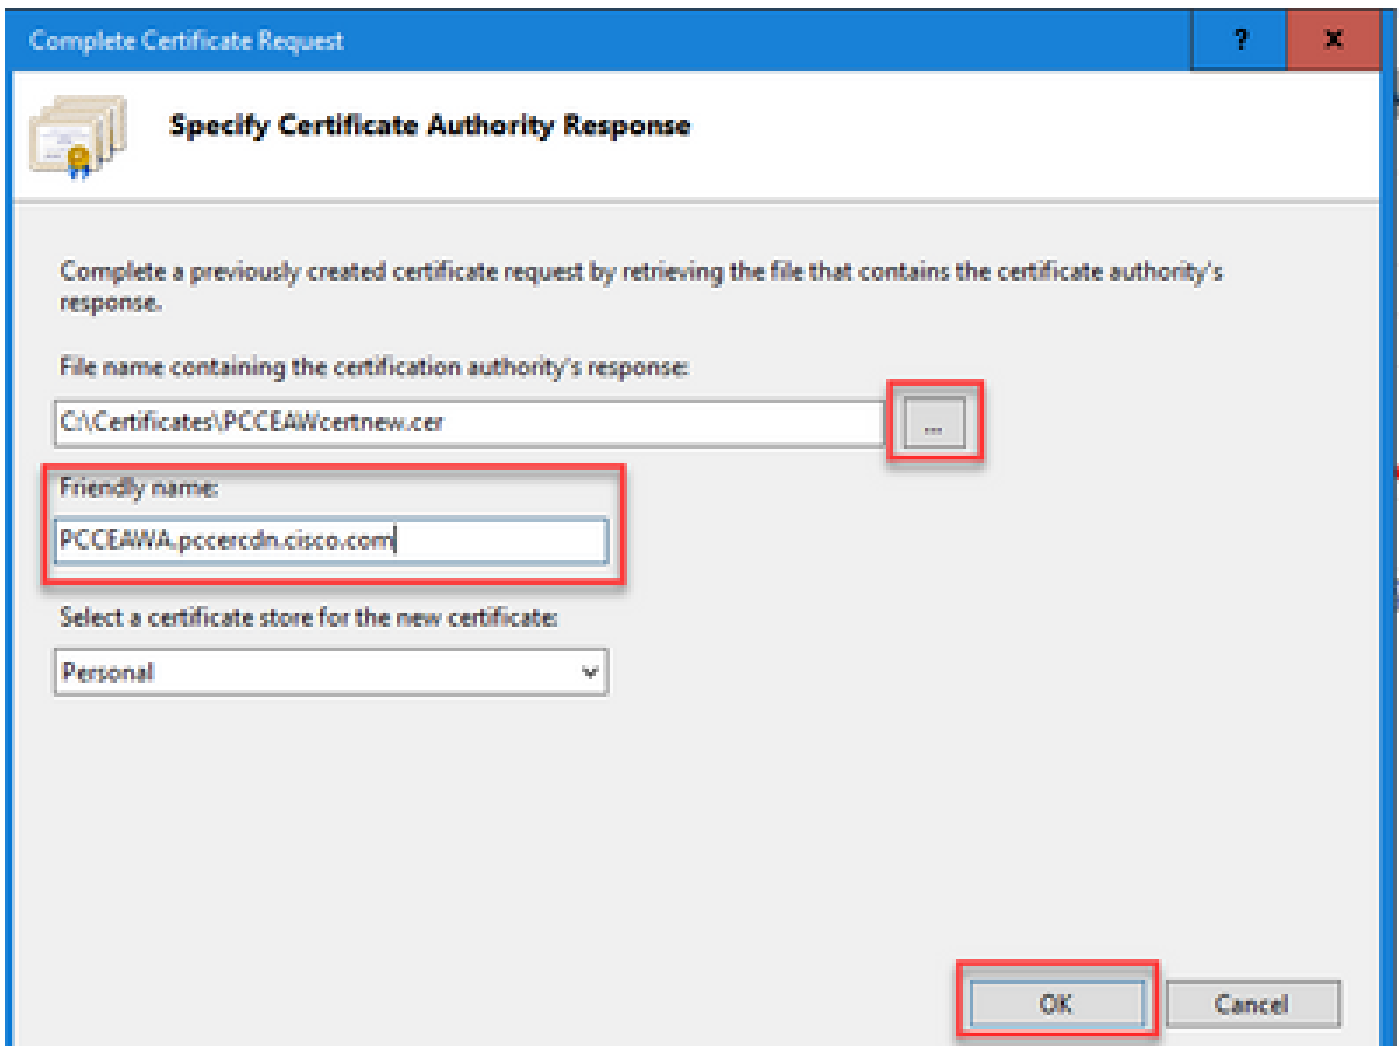 Complete Certificate Request
?
x
Specify Certificate Authority Response
Complete a previously created certificate request by retrieving the file that contains the certificate authority's
response.
File name containing the certification authority's response:
C:\Certificates\PCCEAWcertnew.cer
...
Friendly name:
PCCEAWA.pccercdn.cisco.com
Select a certificate store for the new certificate:
Personal
OK
Cancel